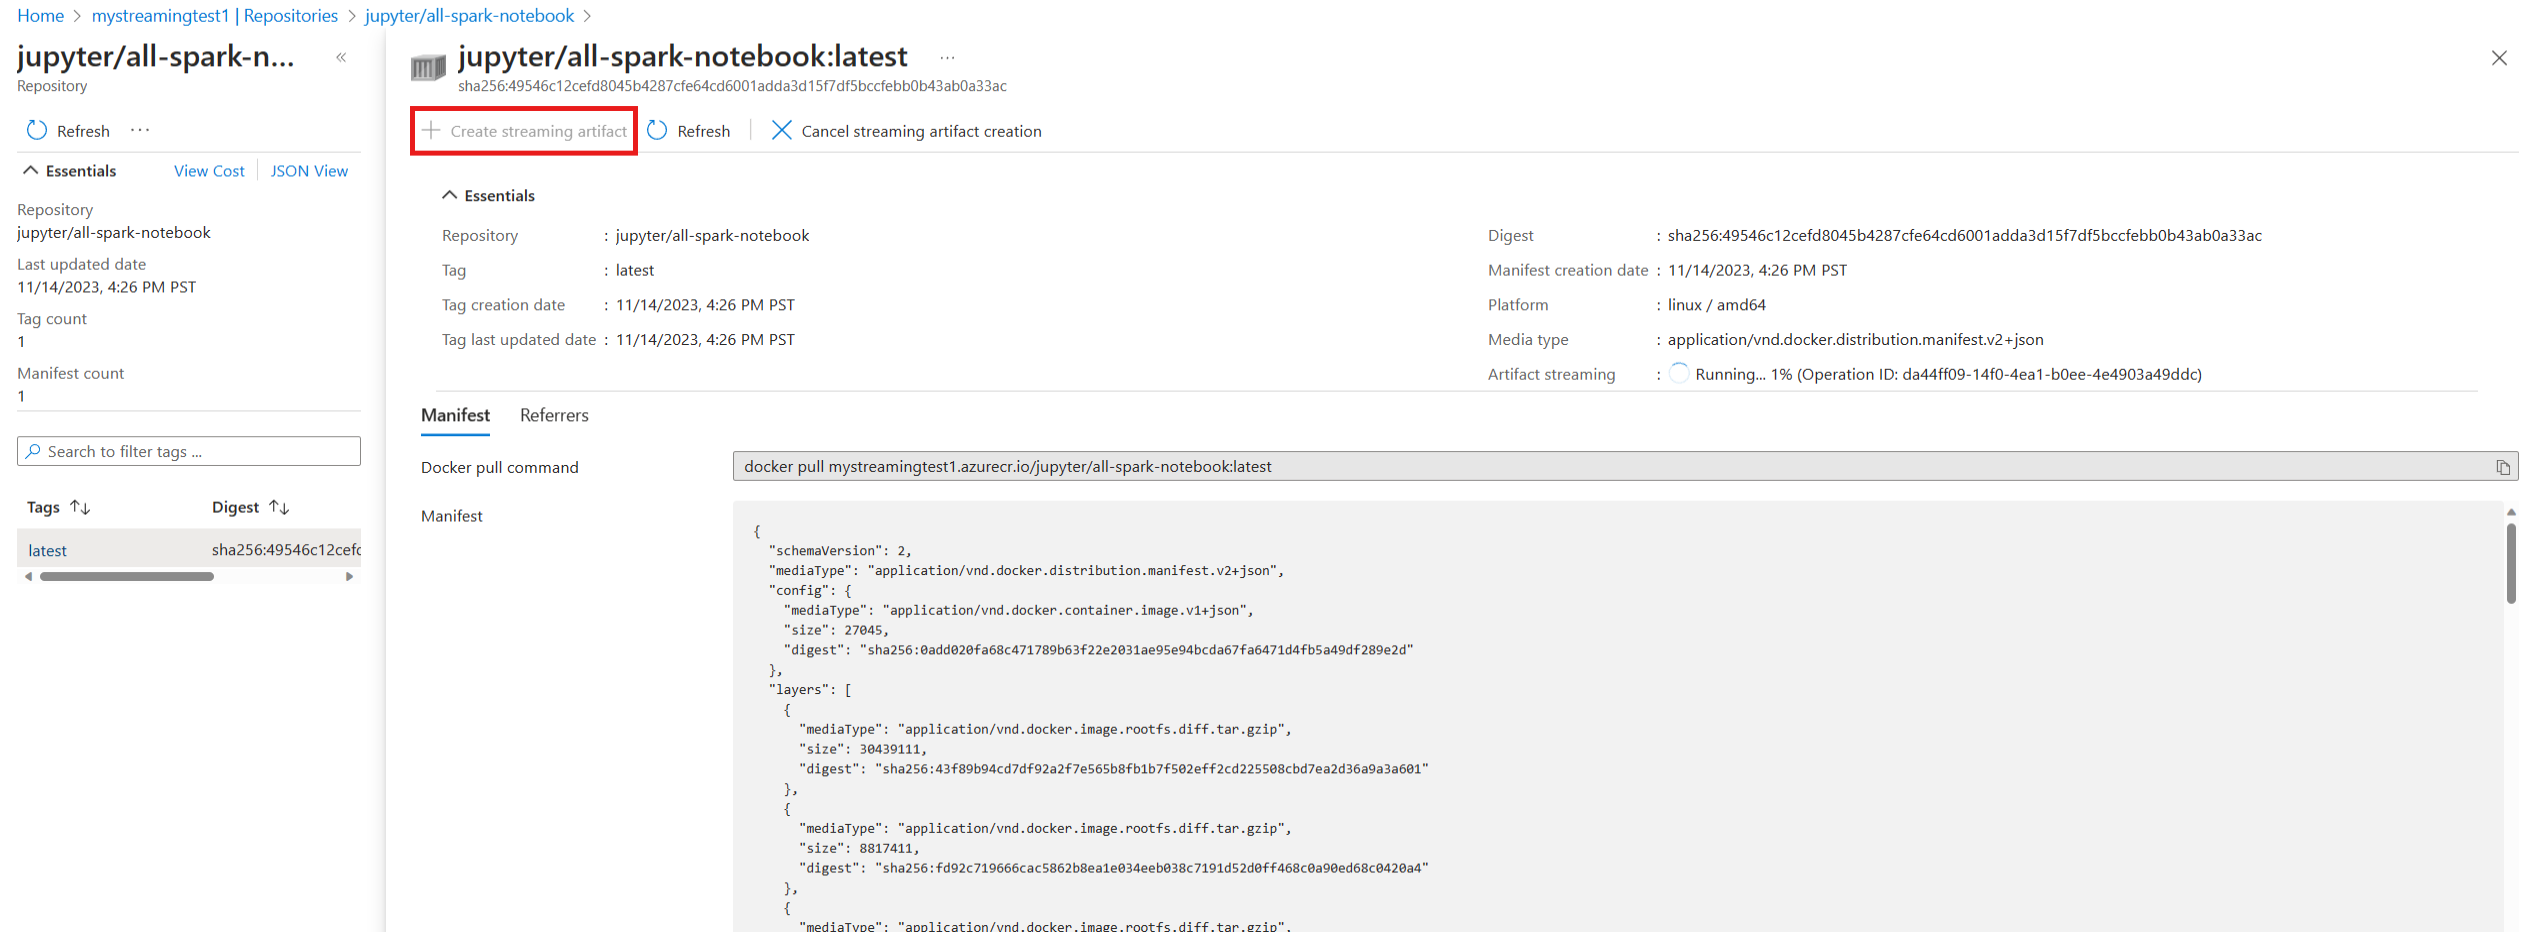 Home > mystreamingtest1 | Repositories > jupyter/all-spark-notebook >
jupyter/all-spark-n... «
Repository
Refresh ...
Essentials View Cost JSON View
Repository
jupyter/all-spark-notebook
Last updated date
11/14/2023, 4:26 PM PST
Tag count
1
Manifest count
1
Search to filter tags ...
Tags ↑↓ Digest ↑↓
latest sha256:49546c12cefd
jupyter/all-spark-notebook:latest ...
sha256:49546c12cefd8045b4287cfe64cd6001adda3d15f7df5bccfebb0b43ab0a33ac
Create streaming artifact Refresh Cancel streaming artifact creation
Essentials
Repository : jupyter/all-spark-notebook
Tag : latest
Tag creation date : 11/14/2023, 4:26 PM PST
Tag last updated date : 11/14/2023, 4:26 PM PST
Digest : sha256:49546c12cefd8045b4287cfe64cd6001adda3d15f7df5bccfebb0b43ab0a33ac
Manifest creation date : 11/14/2023, 4:26 PM PST
Platform : linux / amd64
Media type : application/vnd.docker.distribution.manifest.v2+json
Artifact streaming : Running... 1% (Operation ID: da44ff09-14f0-4ea1-b0ee-4e4903a49ddc)
Manifest Referrers
Docker pull command docker pull mystreamingtest1.azurecr.io/jupyter/all-spark-notebook:latest
Manifest
{
"schemaVersion": 2,
"mediaType": "application/vnd.docker.distribution.manifest.v2+json",
"config": {
"mediaType": "application/vnd.docker.container.image.v1+json",
"size": 27045,
"digest": "sha256:0add020fa68c471789b63f22e2031ae95e94bcda67fa6471d4fb5a49df289e2d"
},
"layers": [
{
"mediaType": "application/vnd.docker.image.rootfs.diff.tar.gzip",
"size": 30439111,
"digest": "sha256:43f89b94cd7df92a2f7e565b8fb1b7f502eff2cd225508cbd7ea2d36a9a3a601"
},
{
"mediaType": "application/vnd.docker.image.rootfs.diff.tar.gzip",
"size": 8817411,
"digest": "sha256:fd92c719666cac5862b8ea1e034eeb038c7191d52d0ff468c0a90ed68c0420a4"
},
{
"mediaType": "application/vnd.docker.image.rootfs.diff.tar.gzip",